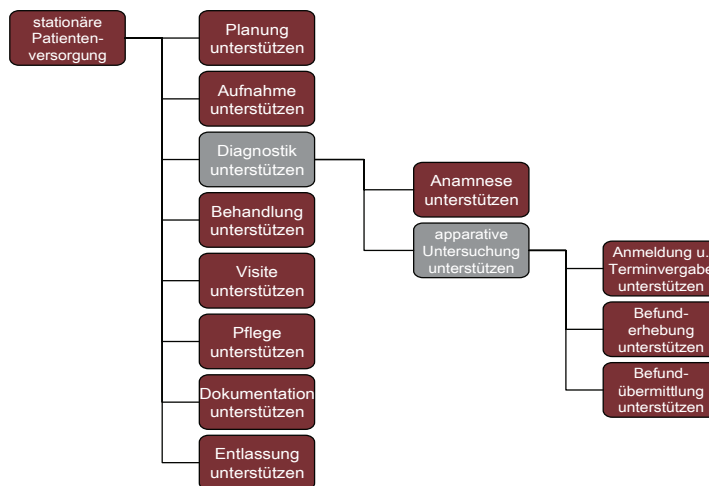 stationäre
Patienten-
versorgung
Planung
unterstützen
Aufnahme
unterstützen
Diagnostik
unterstützen
Behandlung
unterstützen
Visite
unterstützen
Pflege
unterstützen
Dokumentation
unterstützen
Entlassung
unterstützen
Anamnese
unterstützen
apparative
Untersuchung
unterstützen
Anmeldung u.
Terminvergabe
unterstützen
Befund-
erhebung
unterstützen
Befund-
übermittlung
unterstützen